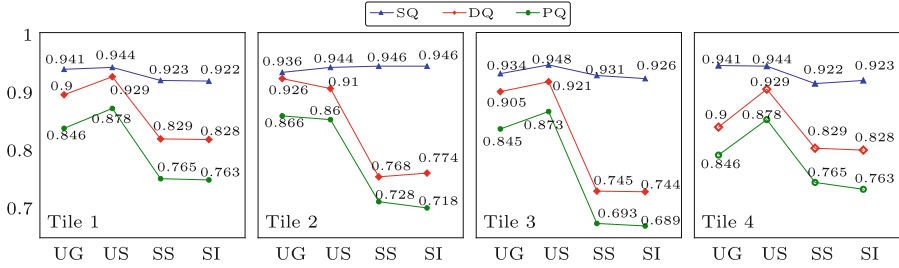 SQ DQ PQ
1
0.9
0.8
0.7
0.941 0.944 0.923 0.922
0.9 0.929 0.829 0.828
0.846 0.878 0.765 0.763
Tile 1
UG US SS SI
0.936 0.944 0.946 0.946
0.926 0.91 0.768 0.774
0.866 0.86 0.728 0.718
Tile 2
UG US SS SI
0.934 0.948 0.931 0.926
0.905 0.921 0.745 0.744
0.845 0.873 0.693 0.689
Tile 3
UG US SS SI
0.941 0.944 0.922 0.923
0.9 0.929 0.829 0.828
0.846 0.878 0.765 0.763
Tile 4
UG US SS SI